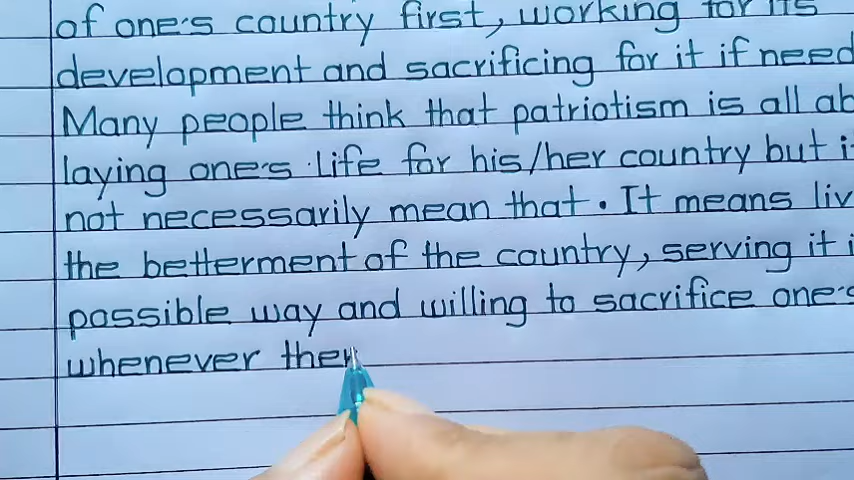 of one's country first, working for its
development and sacrificing for it if need
Many people think that patriotism is all ab
laying one's life for his/her country but i
not necessarily mean that. It means liv
the betterment of the country, serving it i
possible way and willing to sacrifice one's
whenever ther